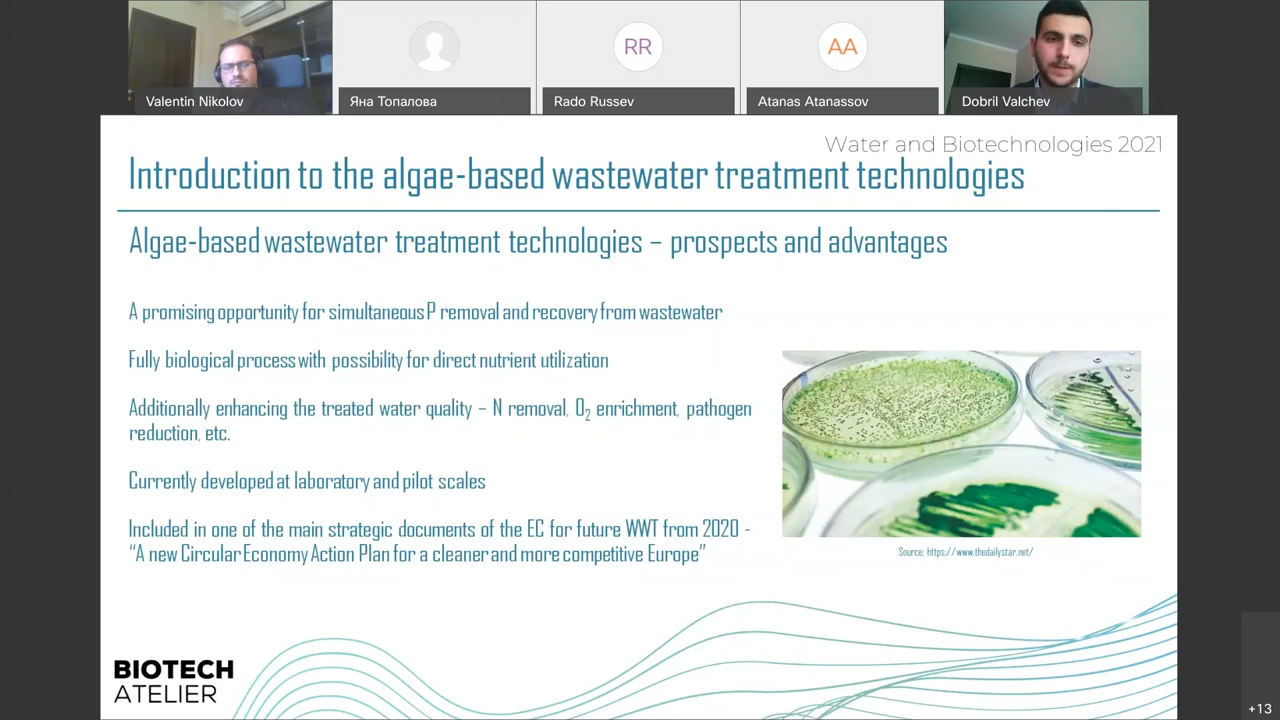 Valentin Nikolov
Яна Топалова
RR
Rado Russev
AA
Atanas Atanassov
Dobril Valchev
Water and Biotechnologies 2021
Introduction to the algae-based wastewater treatment technologies
Algae-based wastewater treatment technologies – prospects and advantages
A promising opportunity for simultaneous P removal and recovery from wastewater
Fully biological process with possibility for direct nutrient utilization
Additionally enhancing the treated water quality – N removal, O₂ enrichment, pathogen
reduction, etc.
Currently developed at laboratory and pilot scales
Included in one of the main strategic documents of the EC for future WWT from 2020 -
“A new Circular Economy Action Plan for a cleaner and more competitive Europe”
Source: https://www.thedailystar.net/
BIOTECH
ATELIER
+13